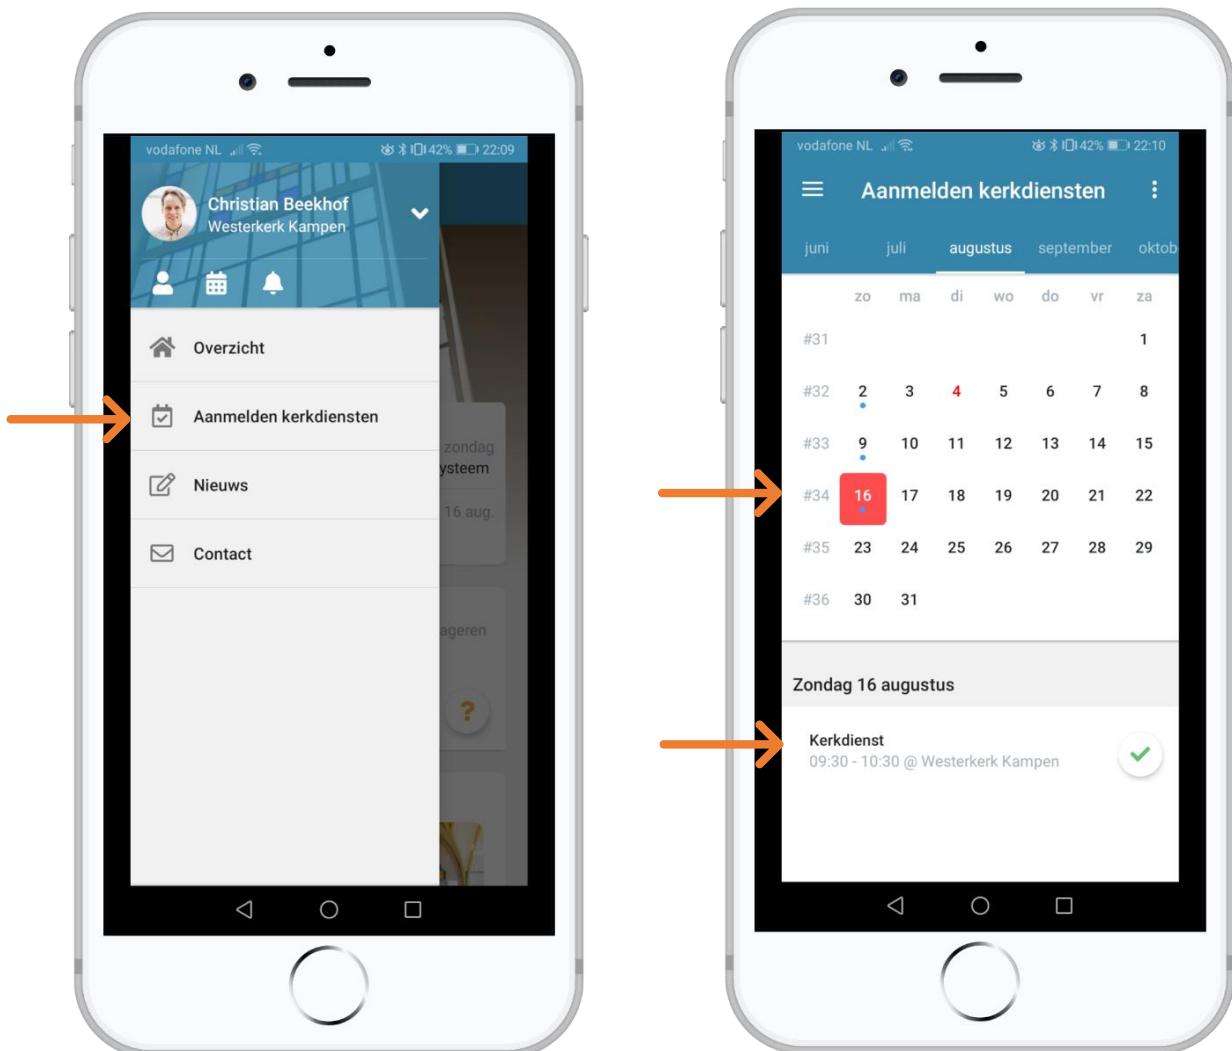 vodafone NL 42% 22:09
Christian Beekhof
Westerkerk Kampen
Overzicht
Aanmelden kerkdiensten
Nieuws
Contact
zondag
ysteem
16 aug.
ageren
?
vodafone NL 42% 22:10
Aanmelden kerkdiensten
juni juli augustus september oktob
zo ma di wo do vr za
#31 1
#32 2 3 4 5 6 7 8
#33 9 10 11 12 13 14 15
#34 16 17 18 19 20 21 22
#35 23 24 25 26 27 28 29
#36 30 31
Zondag 16 augustus
Kerkdienst
09:30 - 10:30 @ Westerkerk Kampen